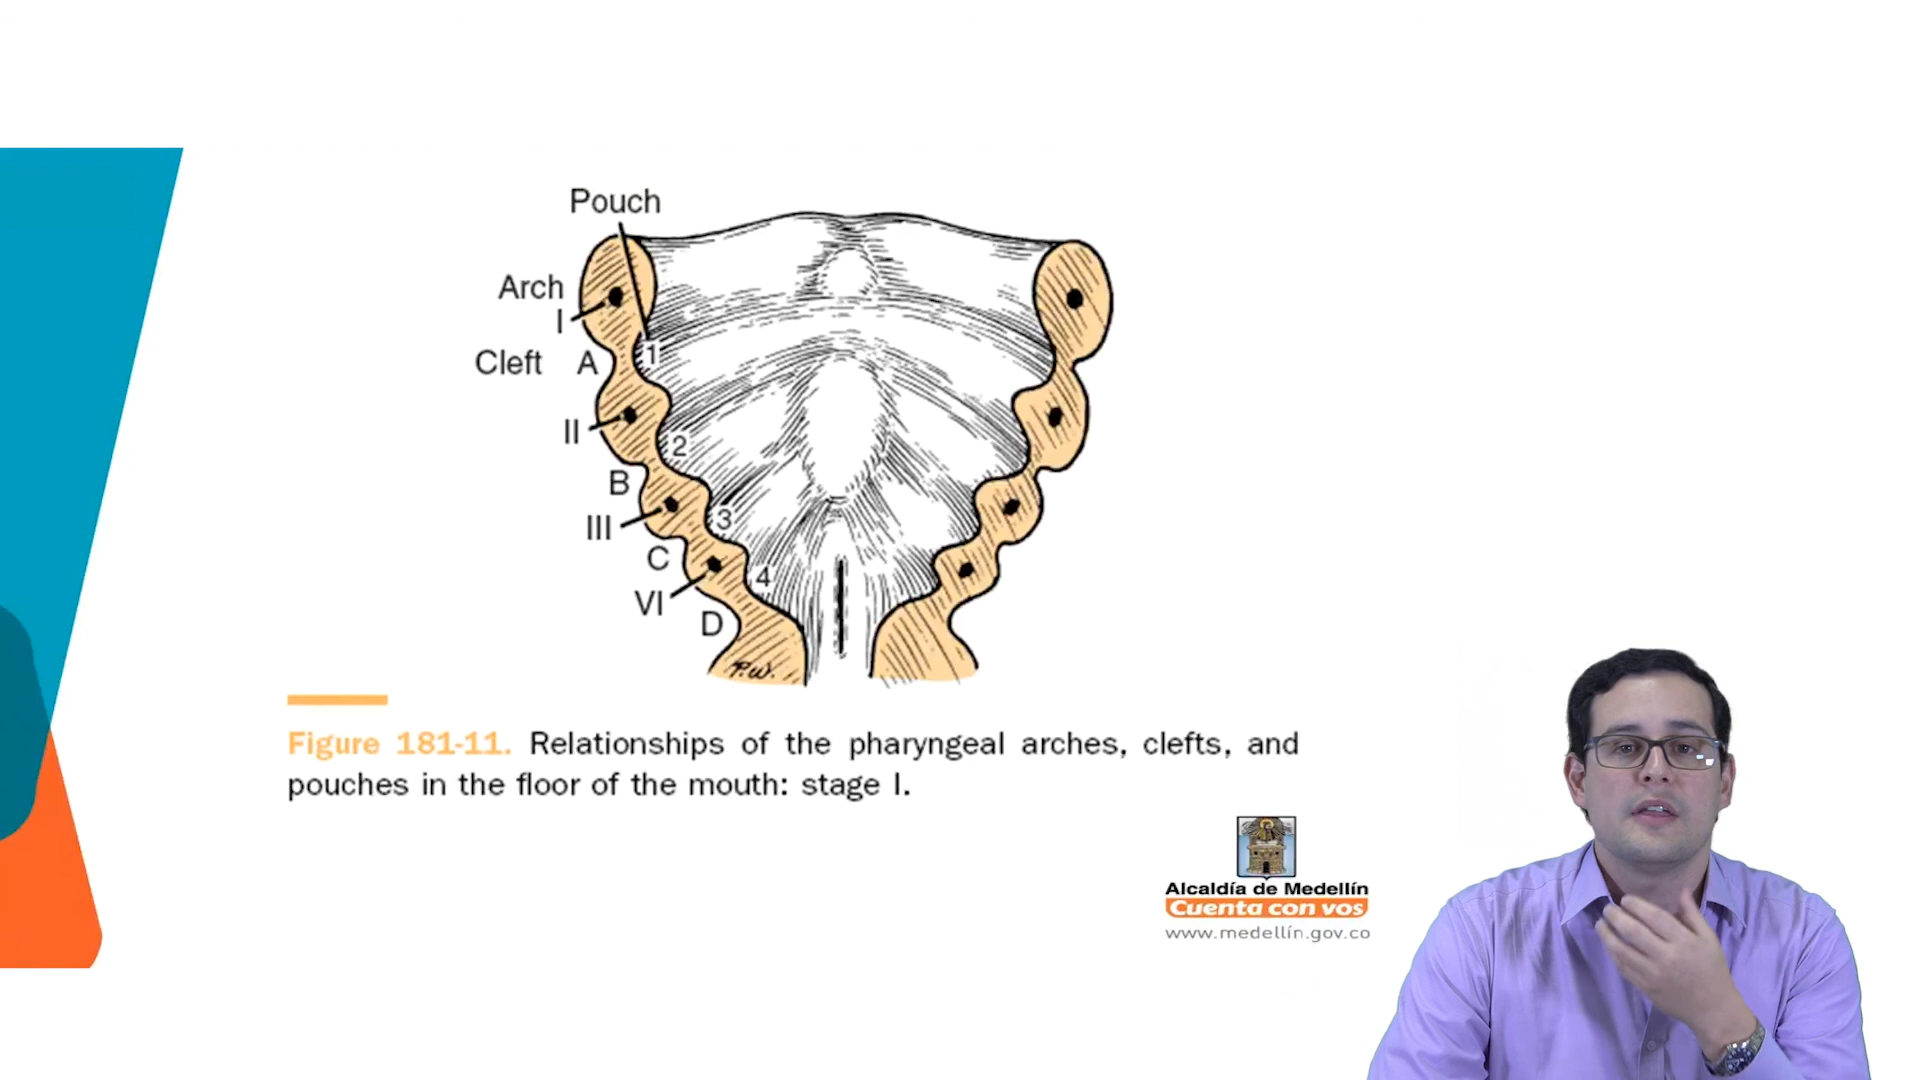 Pouch
Arch
I
Cleft A 1
II 2
B
III 3
C 4
VI
D
P.W.
Figure 181-11. Relationships of the pharyngeal arches, clefts, and
pouches in the floor of the mouth: stage I.
Alcaldía de Medellín
Cuenta con vos
www.medellín.gov.co